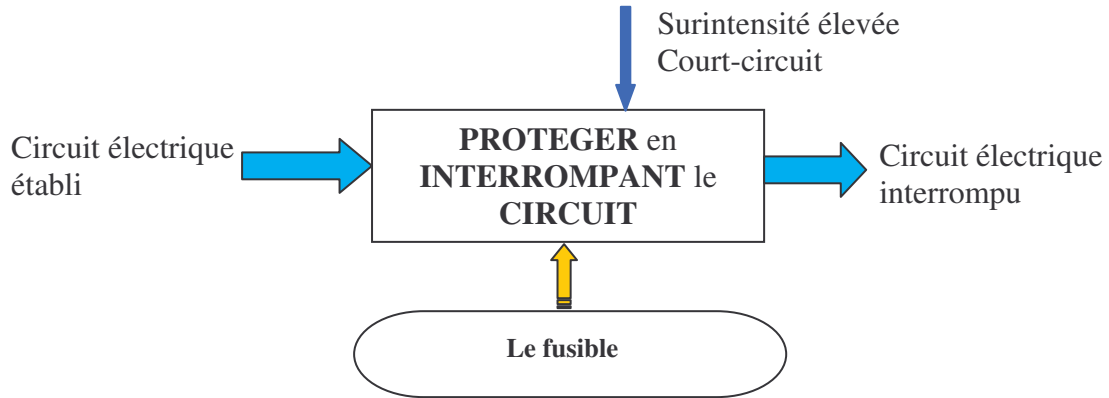 Surintensité élevée
Court-circuit
Circuit électrique
établi
PROTEGER en
INTERROMPANT le
CIRCUIT
Circuit électrique
interrompu
Le fusible